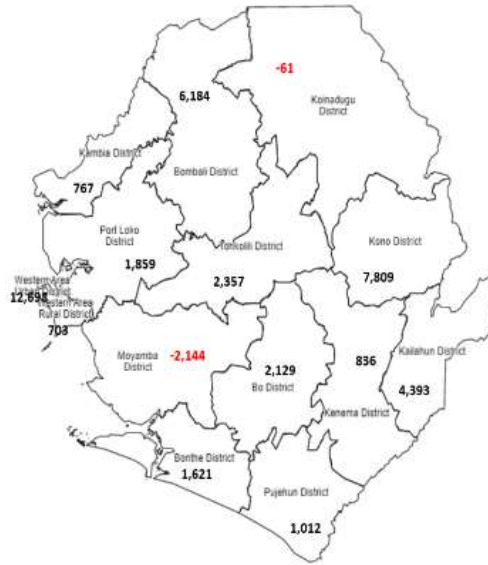 -61
6,184
Koinadugu
District
Kambia District
Bombali District
767
Port Loko
District
1,859
Tonkolili District
2,357
Kono District
7,809
Western Area
Urban District
12,698
Western Area
Rural District
703
Moyamba
District
-2,144
2,129
Bo District
836
Kenema District
Kailahun District
4,393
Bonthe District
1,621
Pujehun District
1,012